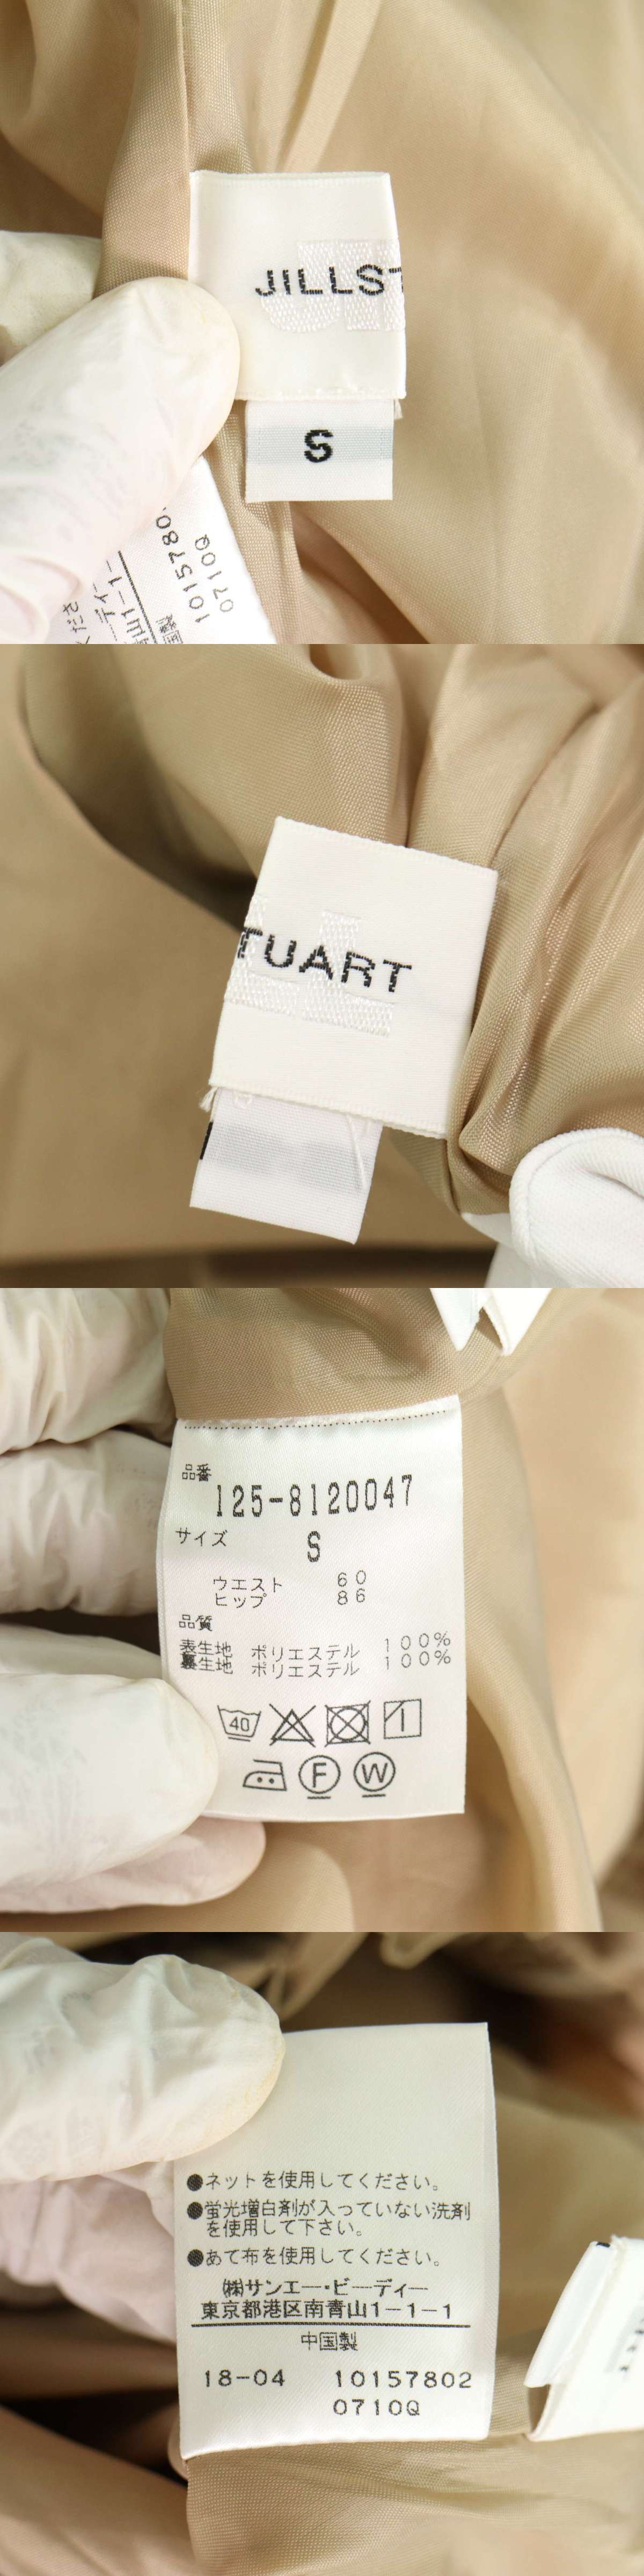 JILLST
S
1015780
0710Q
TUART
品番
125-8120047
サイズ
S
ウエスト 60
ヒップ 86
品質
表生地 ポリエステル 100%
裏生地 ポリエステル 100%
40
F
W
●ネットを使用してください。
●蛍光増白剤が入っていない洗剤
を使用して下さい。
●あて布を使用してください。
㈱サンエー・ビーディー
東京都港区南青山1-1-1
中国製
18-04 10157802
0710Q